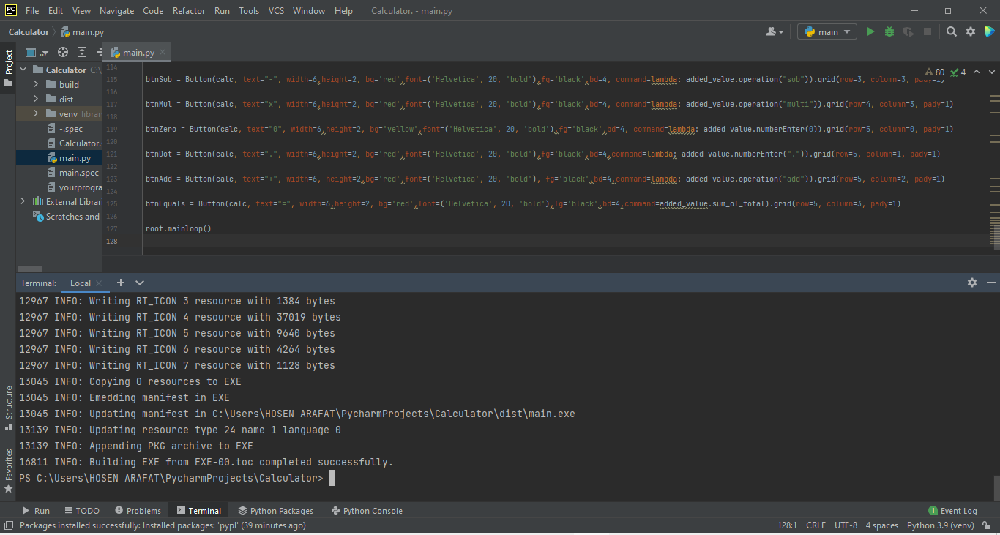 PC File Edit View Navigate Code Refactor Run Tools VCS Window Help Calculator. - main.py
Calculator main.py main
Project .. main.py
Calculator C:\
build
dist
venv librar
-.spec
Calculator.
main.py
main.spec
yourprogra
External Librar
Scratches and
80 4
114
115 btnSub = Button(calc, text="-", width=6,height=2, bg='red',font=('Helvetica', 20, 'bold'),fg='black',bd=4, command=lambda: added_value.operation("sub")).grid(row=3, column=3, pady=1)
116
117 btnMul = Button(calc, text="x", width=6,height=2, bg='red',font=('Helvetica', 20, 'bold'),fg='black',bd=4, command=lambda: added_value.operation("multi")).grid(row=4, column=3, pady=1)
118
119 btnZero = Button(calc, text="0", width=6,height=2, bg='yellow',font=('Helvetica', 20, 'bold'),fg='black',bd=4, command=lambda: added_value.numberEnter(0)).grid(row=5, column=0, pady=1)
120
121 btnDot = Button(calc, text=".", width=6,height=2, bg='red',font=('Helvetica', 20, 'bold'),fg='black',bd=4,command=lambda: added_value.numberEnter(".")).grid(row=5, column=1, pady=1)
122
123 btnAdd = Button(calc, text="+", width=6, height=2,bg='red',font=('Helvetica', 20, 'bold'), fg='black',bd=4,command=lambda: added_value.operation("add")).grid(row=5, column=2, pady=1)
124
125 btnEquals = Button(calc, text="=", width=6,height=2, bg='red',font=('Helvetica', 20, 'bold'),fg='black',bd=4,command=added_value.sum_of_total).grid(row=5, column=3, pady=1)
126
127 root.mainloop()
128
Terminal: Local
12967 INFO: Writing RT_ICON 3 resource with 1384 bytes
12967 INFO: Writing RT_ICON 4 resource with 37019 bytes
12967 INFO: Writing RT_ICON 5 resource with 9640 bytes
12967 INFO: Writing RT_ICON 6 resource with 4264 bytes
12967 INFO: Writing RT_ICON 7 resource with 1128 bytes
13045 INFO: Copying 0 resources to EXE
13045 INFO: Emedding manifest in EXE
13045 INFO: Updating manifest in C:\Users\HOSEN ARAFAT\PycharmProjects\Calculator\dist\main.exe
13139 INFO: Updating resource type 24 name 1 language 0
13139 INFO: Appending PKG archive to EXE
16811 INFO: Building EXE from EXE-00.toc completed successfully.
PS C:\Users\HOSEN ARAFAT\PycharmProjects\Calculator>
Structure
Favorites
Run TODO Problems Terminal Python Packages Python Console 1 Event Log
Packages installed successfully: Installed packages: 'pypl' (39 minutes ago) 128:1 CRLF UTF-8 4 spaces Python 3.9 (venv)